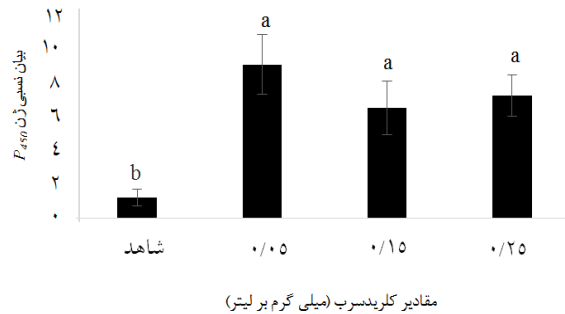 بیان نسبی ژن P450
۱۲
۱۰
۸
۶
٤
۲
۰
b
a
a
a
شاهد ۰/۰۵ ۰/۱۵ ۰/۲۵
مقادیر کلریدسرب (میلی گرم بر لیتر)